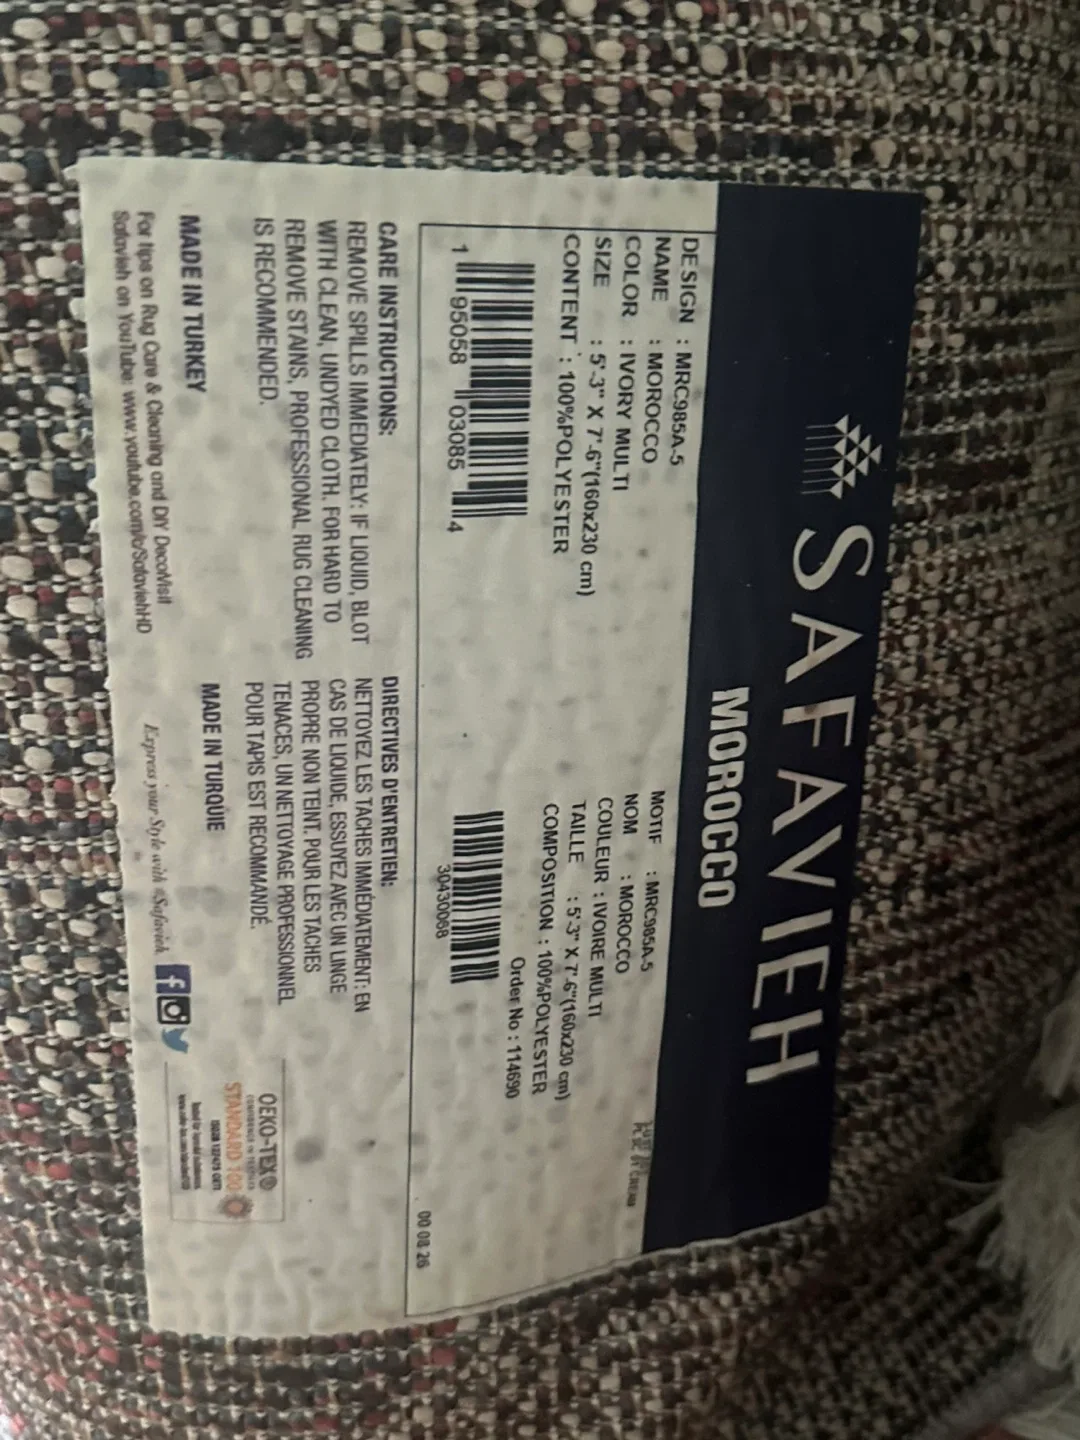 SAFAVIEH
MOROCCO
DESIGN : MRC985A-5
NAME : MOROCCO
COLOR : IVORY MULTI
SIZE : 5'-3" X 7'-6"(160x230 cm)
CONTENT : 100%POLYESTER
1 95058 03085 4
MOTIF : MRC985A-5
NOM : MOROCCO
COULEUR : IVOIRE MULTI
TAILLE : 5'3" X 7'-6"(160x230 cm)
COMPOSITION : 100%POLYESTER
Order No : 114690
30430068
00 08 26
CARE INSTRUCTIONS:
REMOVE SPILLS IMMEDIATELY: IF LIQUID, BLOT
WITH CLEAN, UNDYED CLOTH. FOR HARD TO
REMOVE STAINS, PROFESSIONAL RUG CLEANING
IS RECOMMENDED.
MADE IN TURKEY
For tips on Rug Care & Cleaning and DIY DecoVisit
Safavieh on YouTube: www.youtube.com/c/SafaviehHD
DIRECTIVES D'ENTRETIEN:
NETTOYEZ LES TACHES IMMÉDIATEMENT: EN
CAS DE LIQUIDE, ESSUYEZ AVEC UN LINGE
PROPRE NON TEINT. POUR LES TACHES
TENACES, UN NETTOYAGE PROFESSIONNEL
POUR TAPIS EST RECOMMANDÉ.
MADE IN TURQUIE
Express your Style with @Safavieh
OEKO-TEX®
CONFIDENCE IN TEXTILES
STANDARD 100